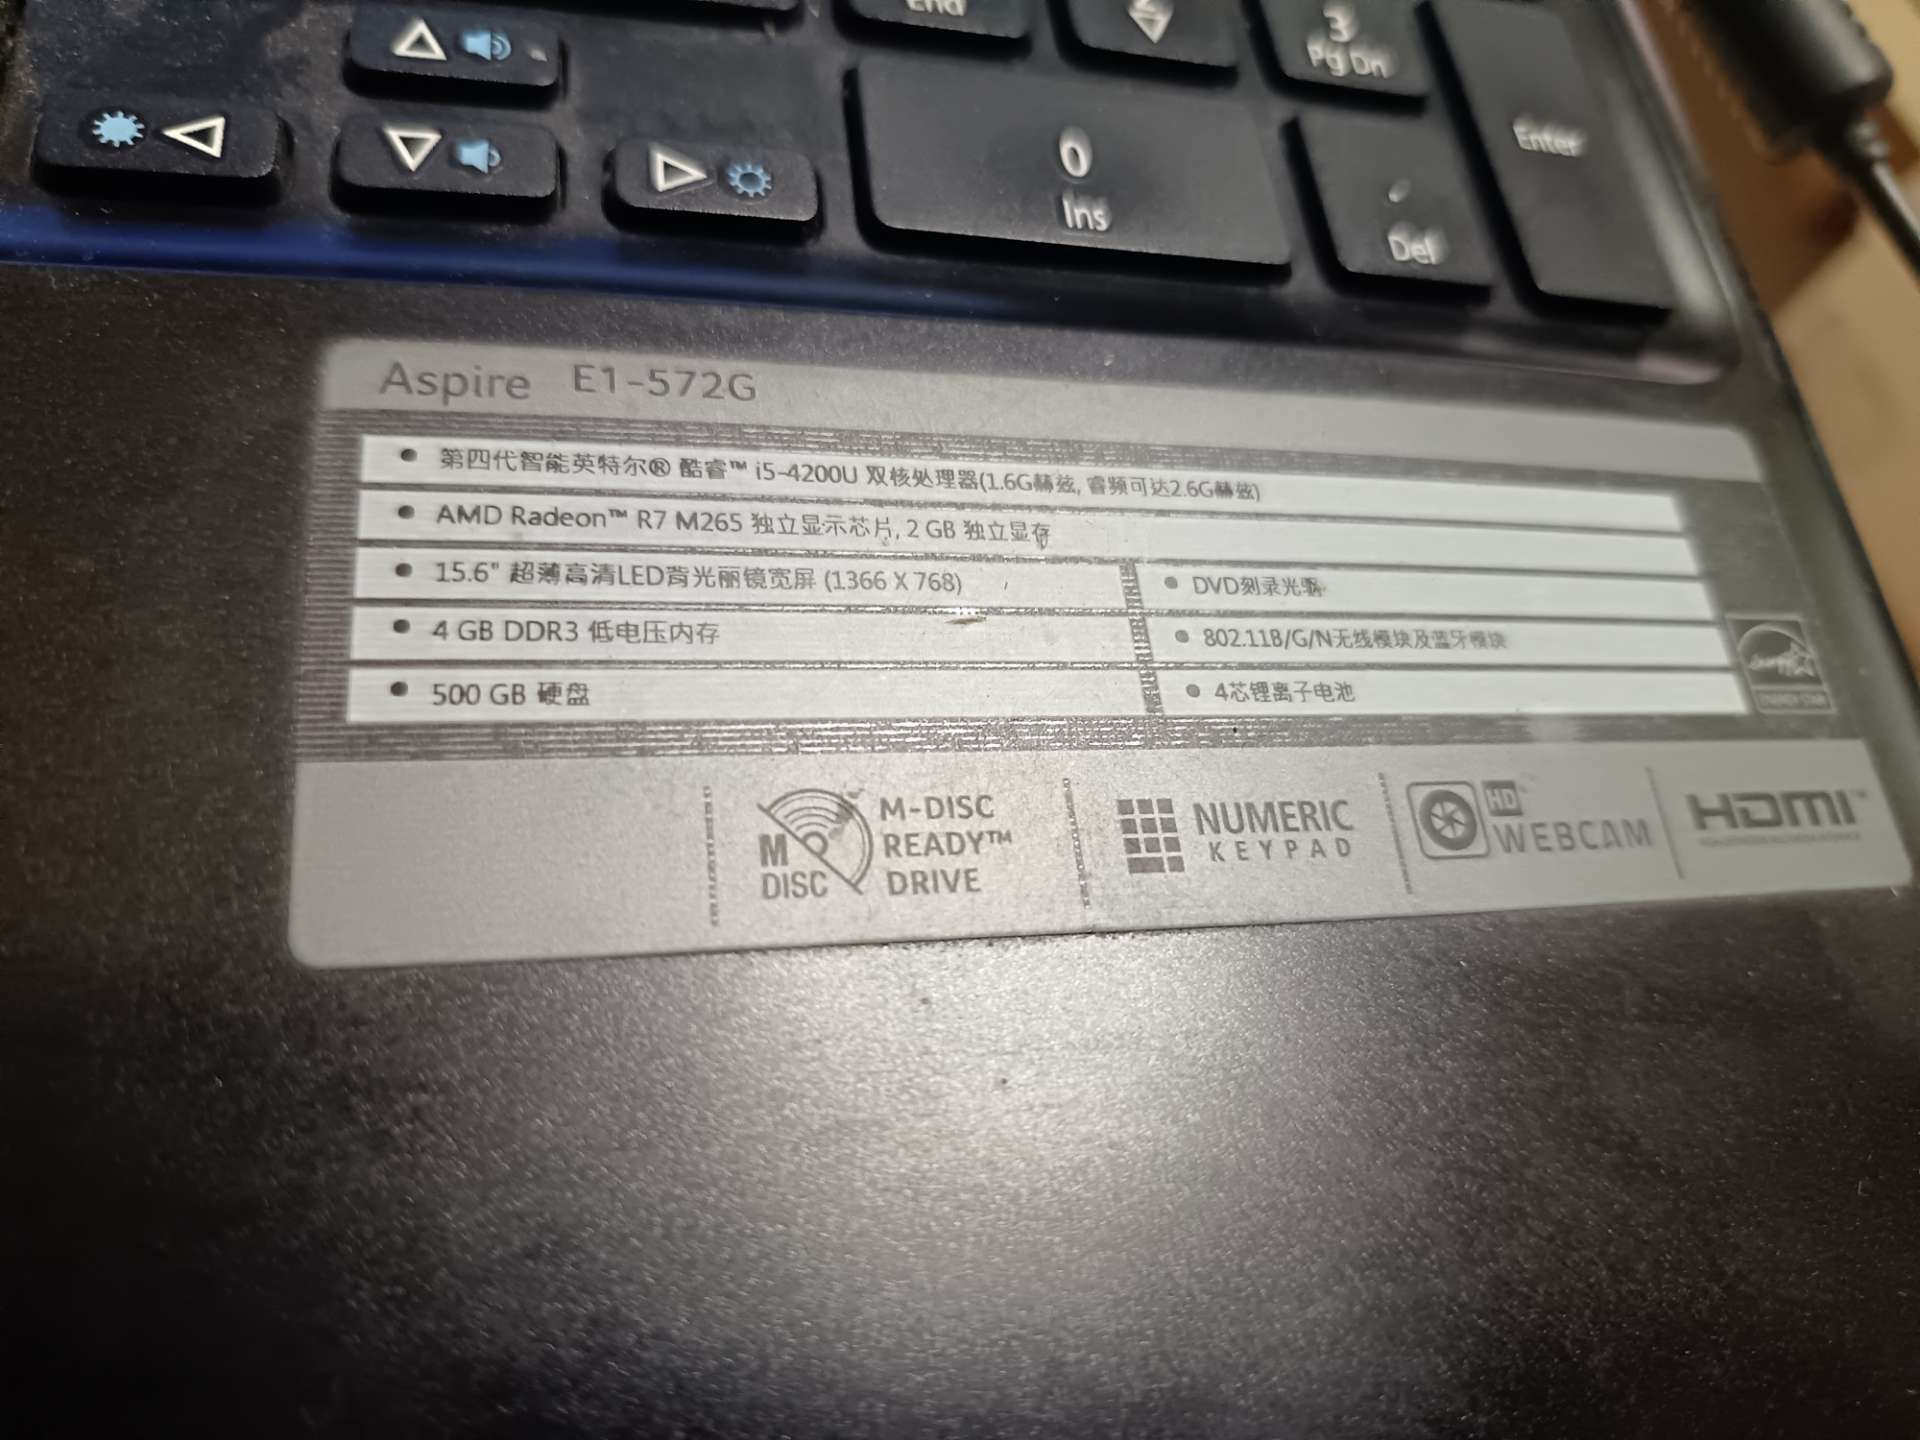 End
2
3
Pg Dn
0
Ins
.
Del
Enter
Aspire E1-572G
• 第四代智能英特尔® 酷睿™ i5-4200U 双核处理器(1.6G赫兹, 睿频可达2.6G赫兹)
• AMD Radeon™ R7 M265 独立显示芯片, 2 GB 独立显存
• 15.6" 超薄高清LED背光丽镜宽屏 (1366 X 768)
• DVD刻录光驱
• 4 GB DDR3 低电压内存
• 802.11B/G/N无线模块及蓝牙模块
• 500 GB 硬盘
• 4芯锂离子电池
ENERGY STAR
M DISC
M-DISC
READY™
DRIVE
NUMERIC
KEYPAD
HD
WEBCAM
HDMI™